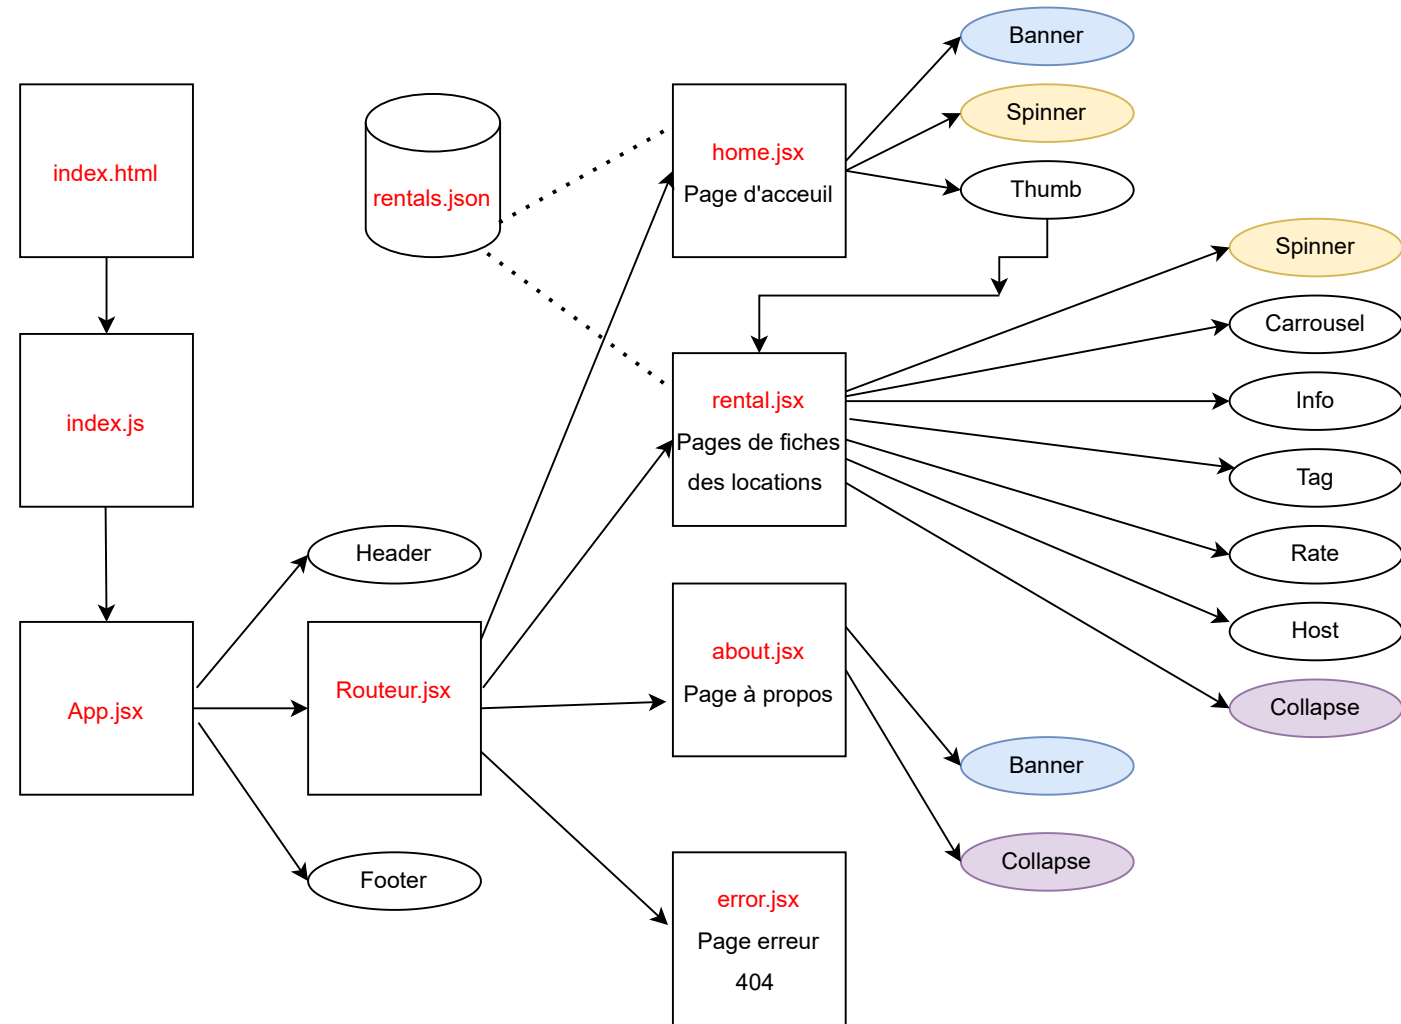 Banner
Spinner
Thumb
index.html
rentals.json
home.jsx
Page d'acceuil
Spinner
Carrousel
Info
Tag
Rate
Host
Collapse
index.js
rental.jsx
Pages de fiches
des locations
Header
App.jsx
Routeur.jsx
about.jsx
Page à propos
Banner
Collapse
Footer
error.jsx
Page erreur
404